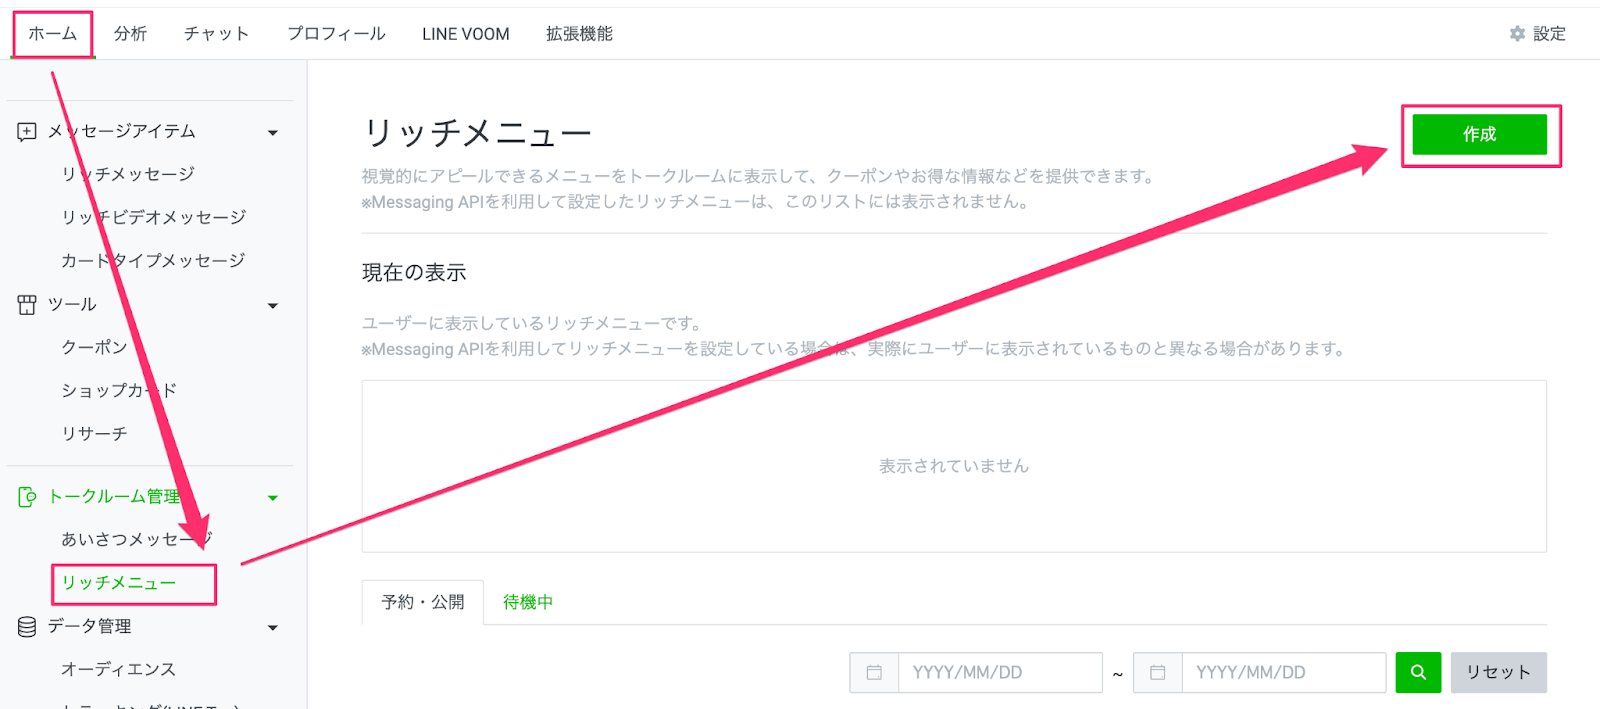 ホーム 分析 チャット プロフィール LINE VOOM 拡張機能 設定
メッセージアイテム
リッチメッセージ
リッチビデオメッセージ
カードタイプメッセージ
ツール
クーポン
ショップカード
リサーチ
トークルーム管理
あいさつメッセージ
リッチメニュー
データ管理
オーディエンス
リッチメニュー
作成
視覚的にアピールできるメニューをトークルームに表示して、クーポンやお得な情報などを提供できます。
※Messaging APIを利用して設定したリッチメニューは、このリストには表示されません。
現在の表示
ユーザーに表示しているリッチメニューです。
※Messaging APIを利用してリッチメニューを設定している場合は、実際にユーザーに表示されているものと異なる場合があります。
表示されていません
予約・公開 待機中
YYYY/MM/DD ~ YYYY/MM/DD リセット